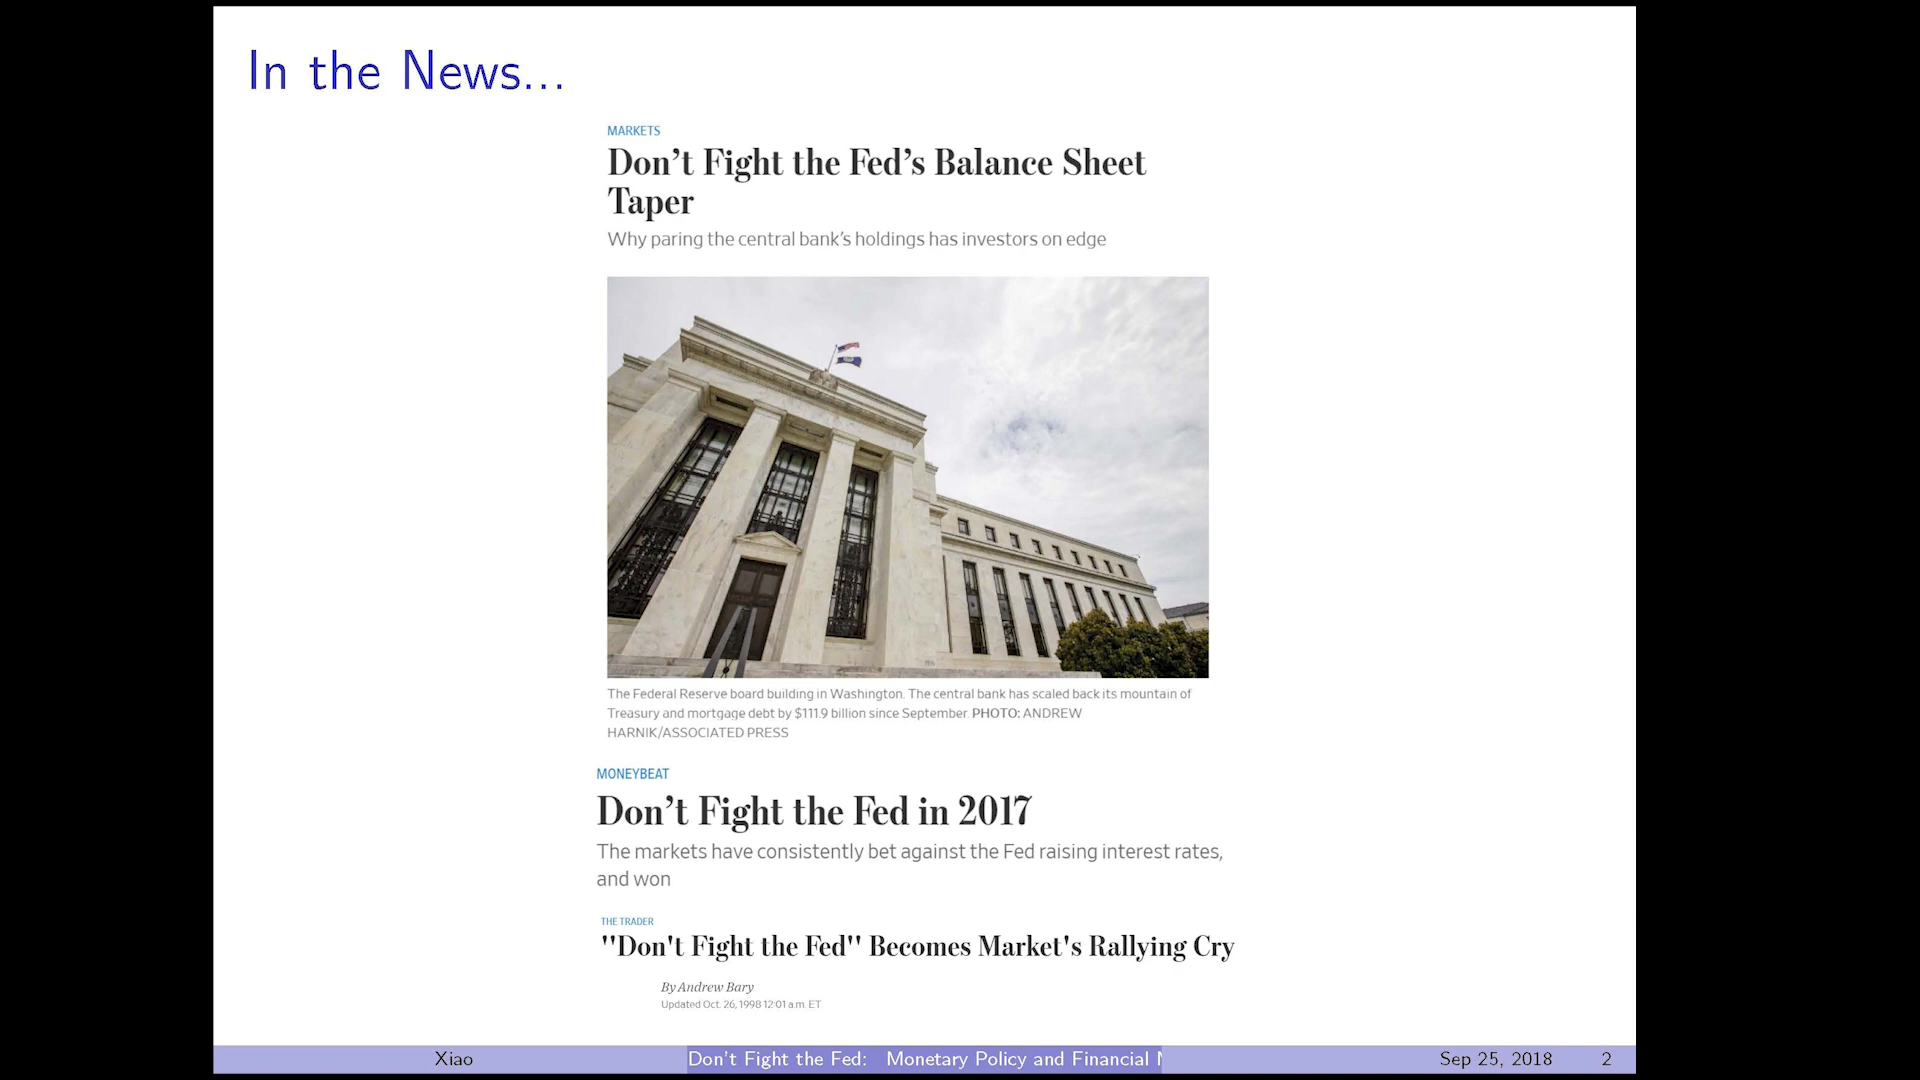 In the News...
MARKETS
Don’t Fight the Fed’s Balance Sheet
Taper
Why paring the central bank’s holdings has investors on edge
The Federal Reserve board building in Washington. The central bank has scaled back its mountain of
Treasury and mortgage debt by $111.9 billion since September. PHOTO: ANDREW
HARNIK/ASSOCIATED PRESS
MONEYBEAT
Don’t Fight the Fed in 2017
The markets have consistently bet against the Fed raising interest rates,
and won
THE TRADER
"Don't Fight the Fed" Becomes Market's Rallying Cry
By Andrew Bary
Updated Oct. 26, 1998 12:01 a.m. ET
Xiao Don't Fight the Fed: Monetary Policy and Financial Sep 25, 2018 2